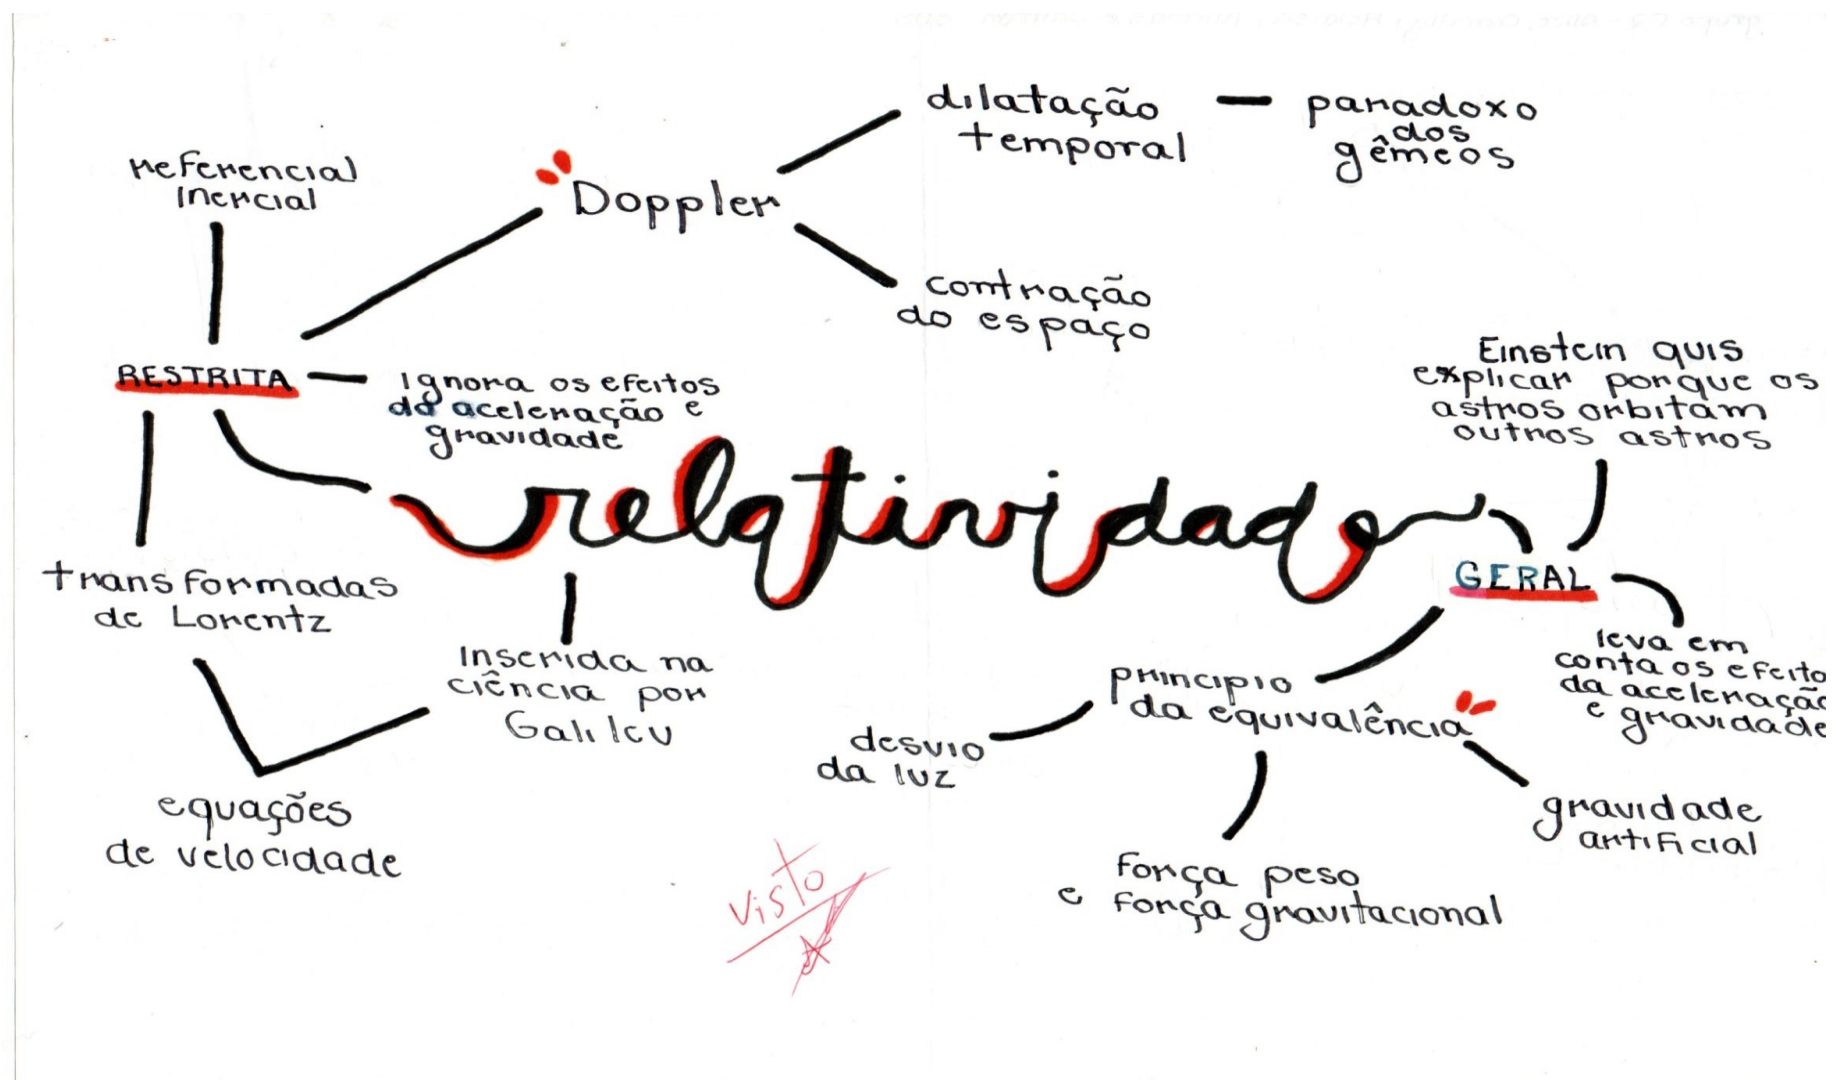 dilatação
temporal
paradoxo
dos
gêmeos
referencial
inercial
Doppler
contração
do espaço
RESTRITA
Ignora os efeitos
da aceleração e
gravidade
Einstein quis
explicar porque os
astros orbitam
outros astros
relatividade
GERAL
transformadas
de Lorentz
Inserida na
ciência por
Galileu
leva em
conta os efeito
da aceleração
e gravidade
principio
da equivalência
desvio
da luz
equações
de velocidade
gravidade
artificial
força peso
e força gravitacional
visto